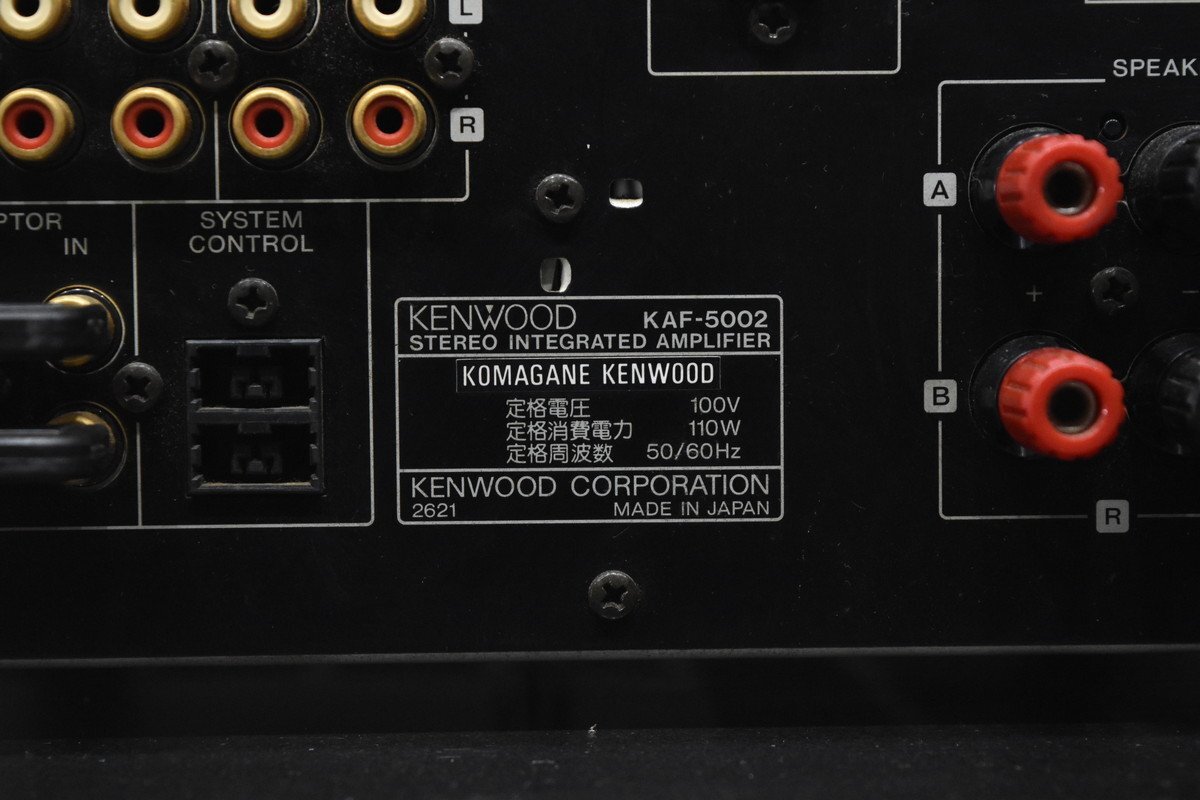 L
R
SPEAK
A
PTOR
IN
SYSTEM
CONTROL
+
−
KENWOOD KAF-5002
STEREO INTEGRATED AMPLIFIER
KOMAGANE KENWOOD
定格電圧 100V
定格消費電力 110W
定格周波数 50/60Hz
KENWOOD CORPORATION
2621 MADE IN JAPAN
B
R